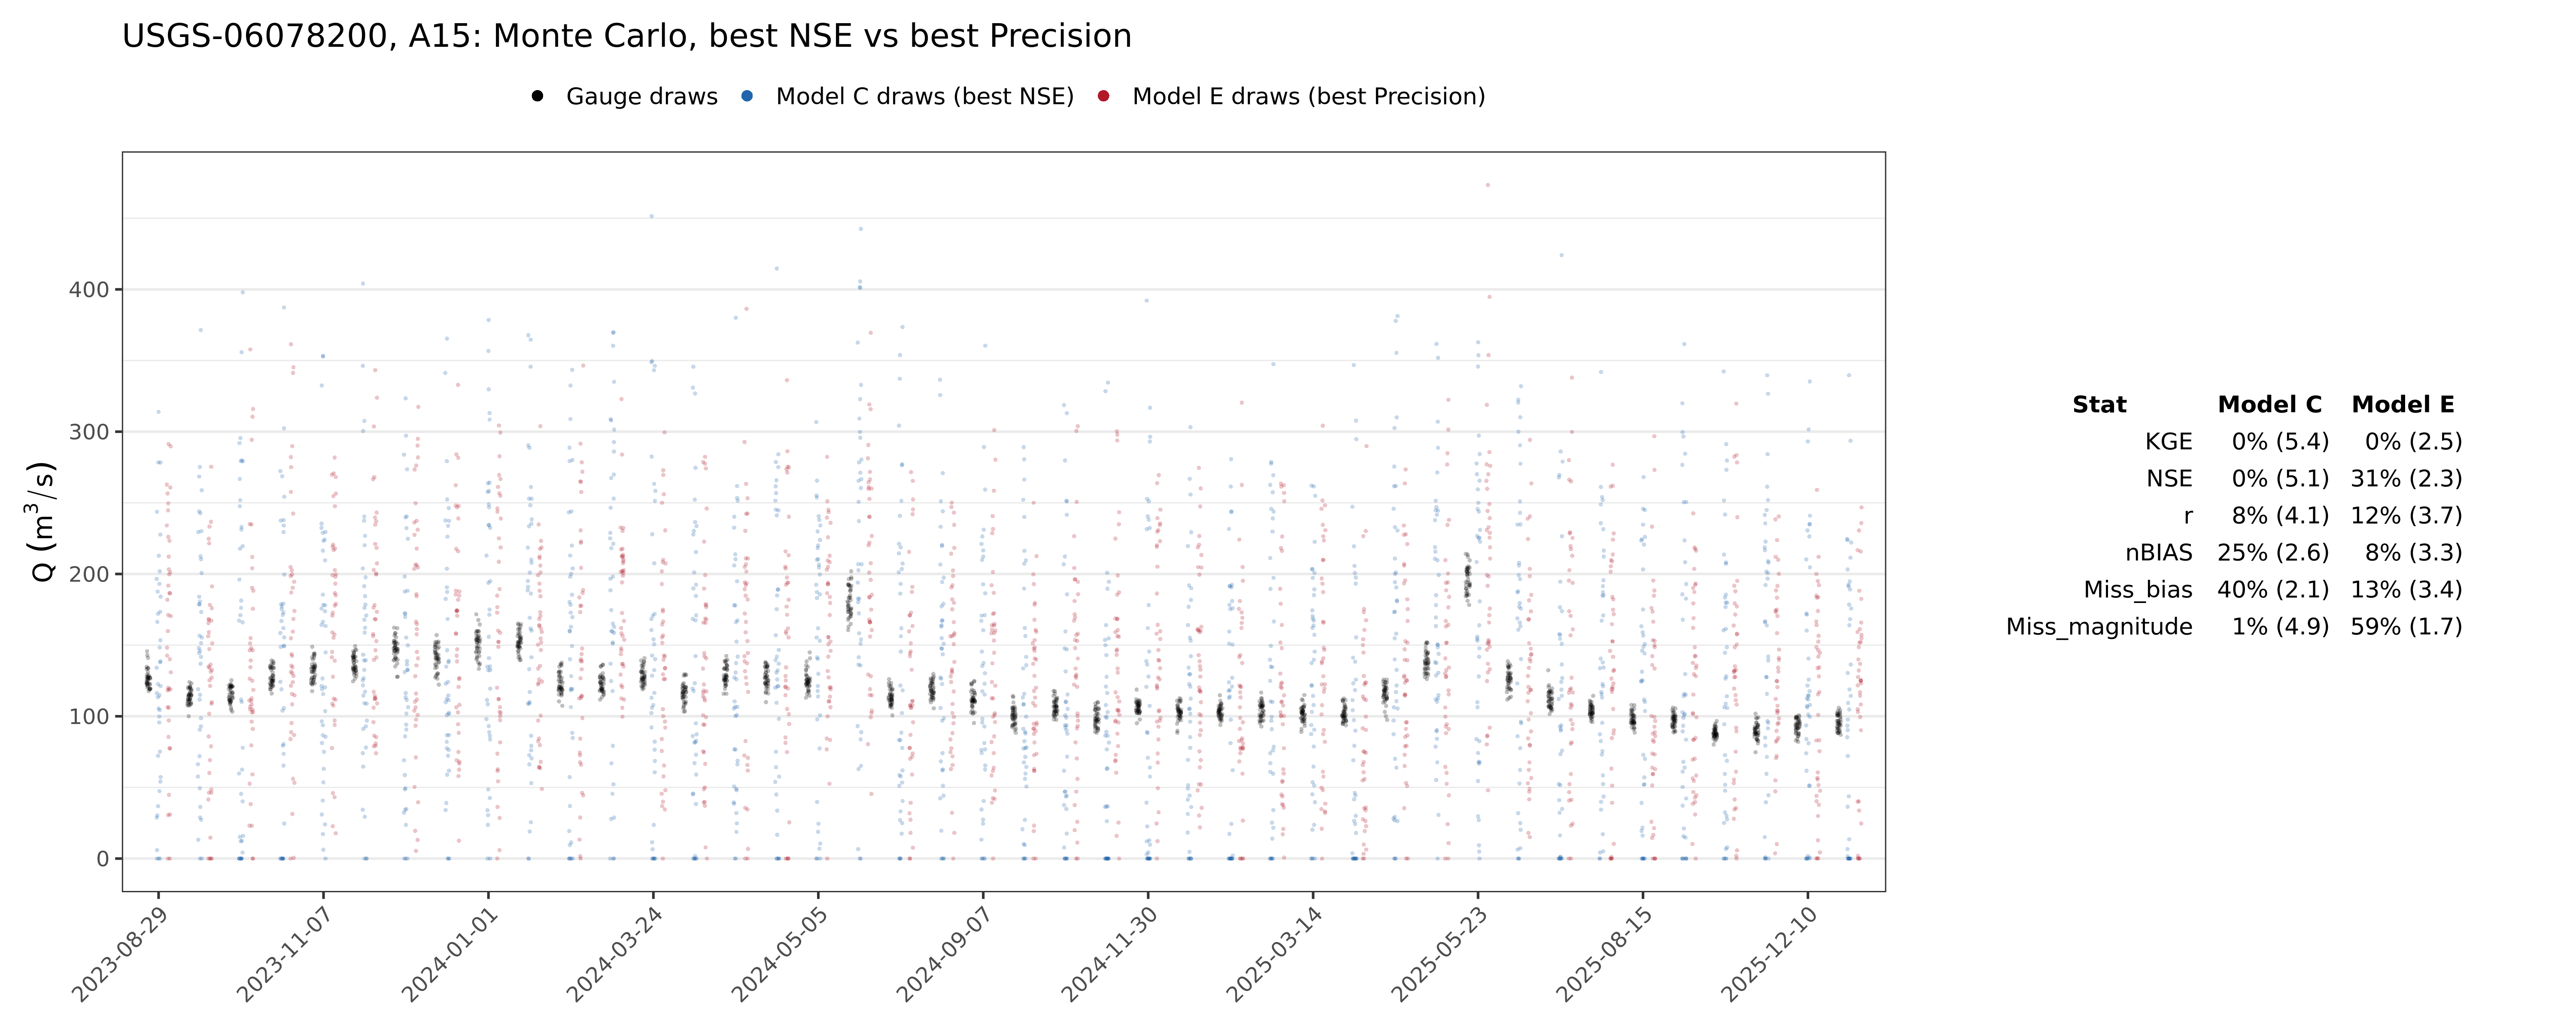 USGS-06078200, A15: Monte Carlo, best NSE vs best Precision
Gauge draws Model C draws (best NSE) Model E draws (best Precision)
Q (m³/s)
400
300
200
100
0
2023-08-29 2023-11-07 2024-01-01 2024-03-24 2024-05-05 2024-09-07 2024-11-30 2025-03-14 2025-05-23 2025-08-15 2025-12-10
Stat Model C Model E
KGE 0% (5.4) 0% (2.5)
NSE 0% (5.1) 31% (2.3)
r 8% (4.1) 12% (3.7)
nBIAS 25% (2.6) 8% (3.3)
Miss_bias 40% (2.1) 13% (3.4)
Miss_magnitude 1% (4.9) 59% (1.7)